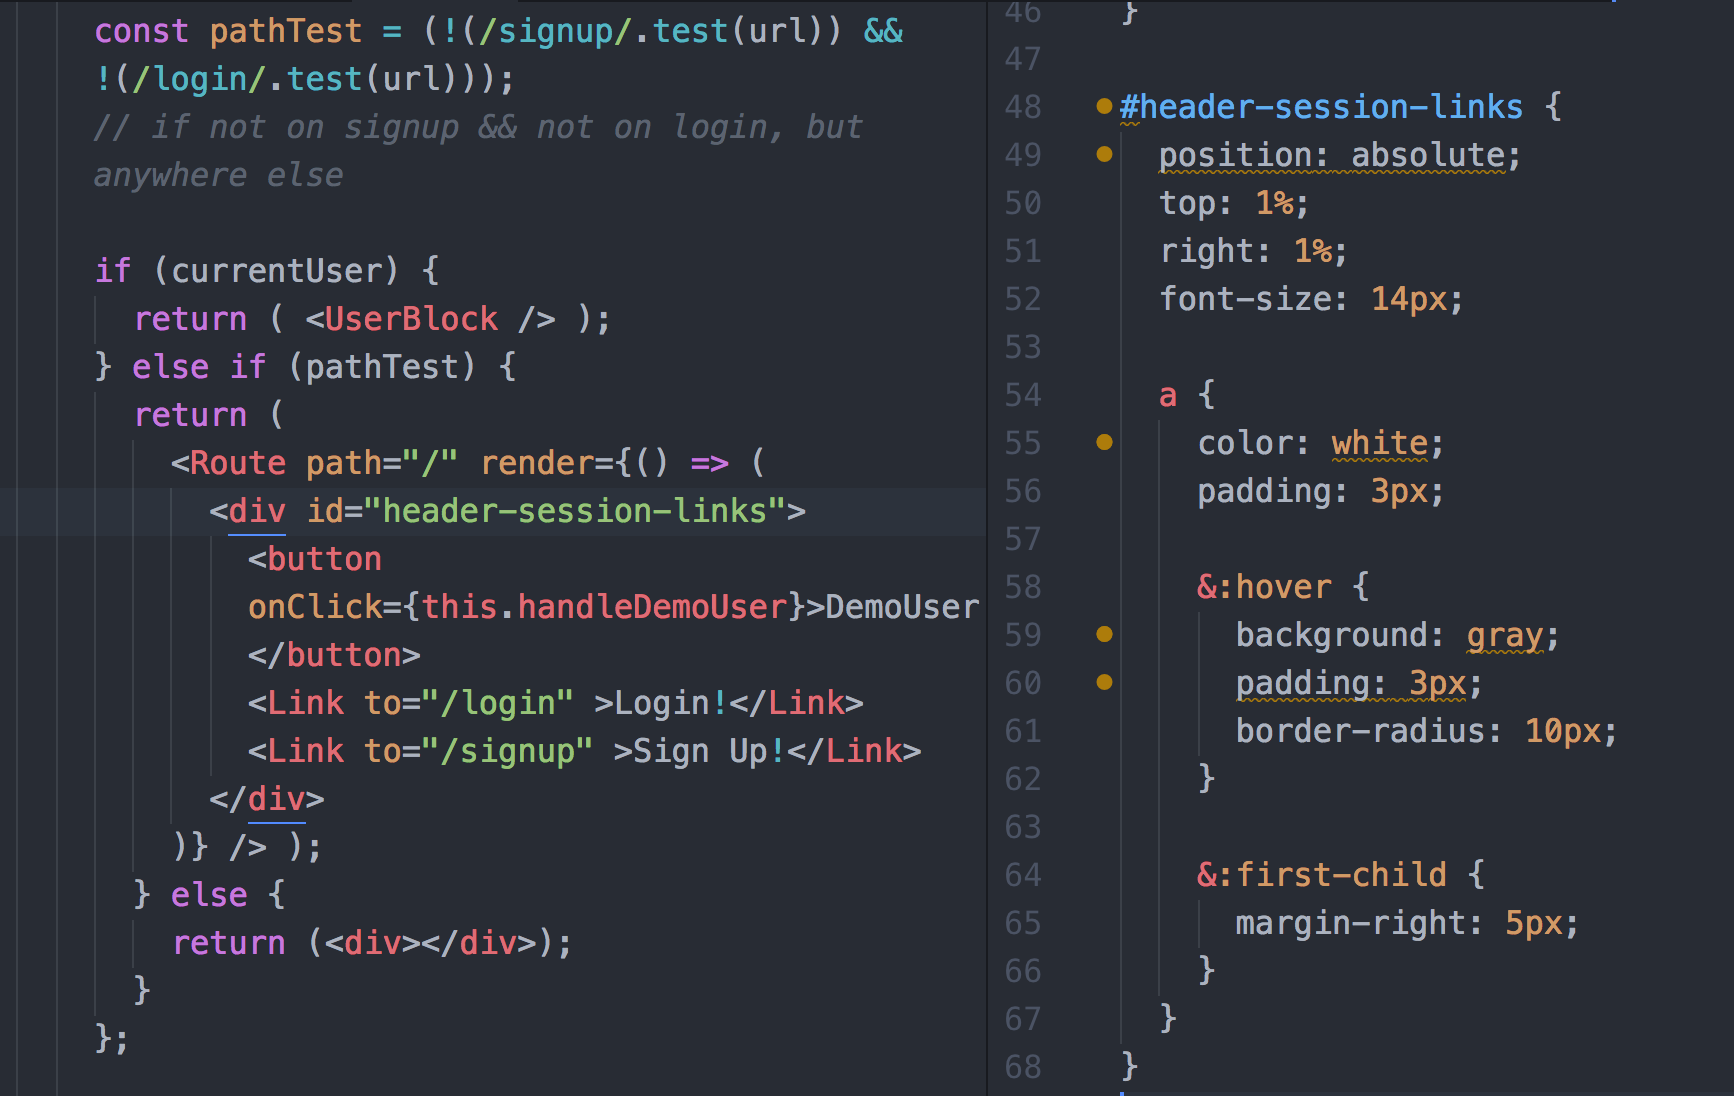 const pathTest = (!(/signup/.test(url)) &&
!(/login/.test(url)));
// if not on signup && not on login, but
anywhere else
if (currentUser) {
return ( <UserBlock /> );
} else if (pathTest) {
return (
<Route path="/" render={() => (
<div id="header-session-links">
<button
onClick={this.handleDemoUser}>DemoUser
</button>
<Link to="/login" >Login!</Link>
<Link to="/signup" >Sign Up!</Link>
</div>
)} /> );
} else {
return (<div></div>);
}
};
46 }
47
48 #header-session-links {
49 position: absolute;
50 top: 1%;
51 right: 1%;
52 font-size: 14px;
53
54 a {
55 color: white;
56 padding: 3px;
57
58 &:hover {
59 background: gray;
60 padding: 3px;
61 border-radius: 10px;
62 }
63
64 &:first-child {
65 margin-right: 5px;
66 }
67 }
68 }